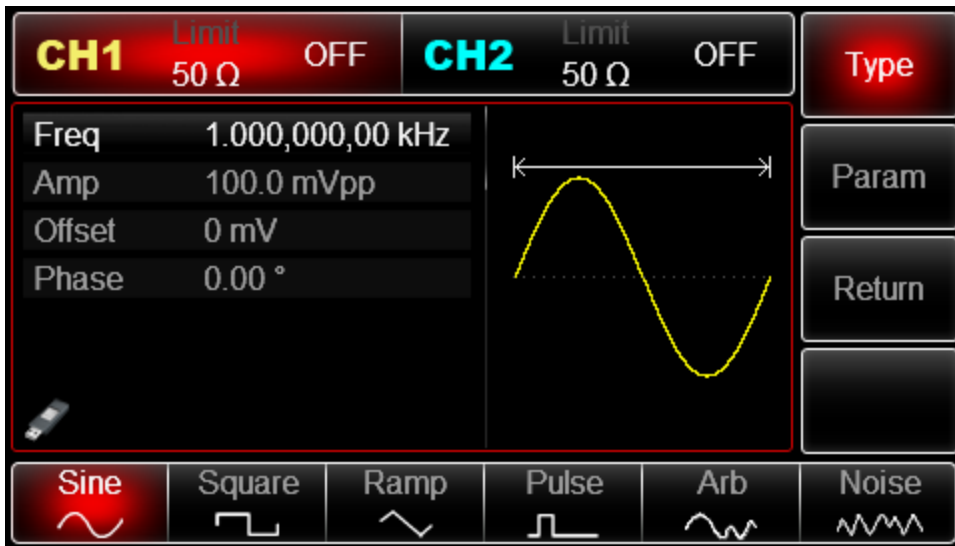 CH1 Limit 50 Ω OFF CH2 Limit 50 Ω OFF Type
Freq 1.000,000,00 kHz
Amp 100.0 mVpp
Param
Offset 0 mV
Phase 0.00 °
Return
Sine Square Ramp Pulse Arb Noise